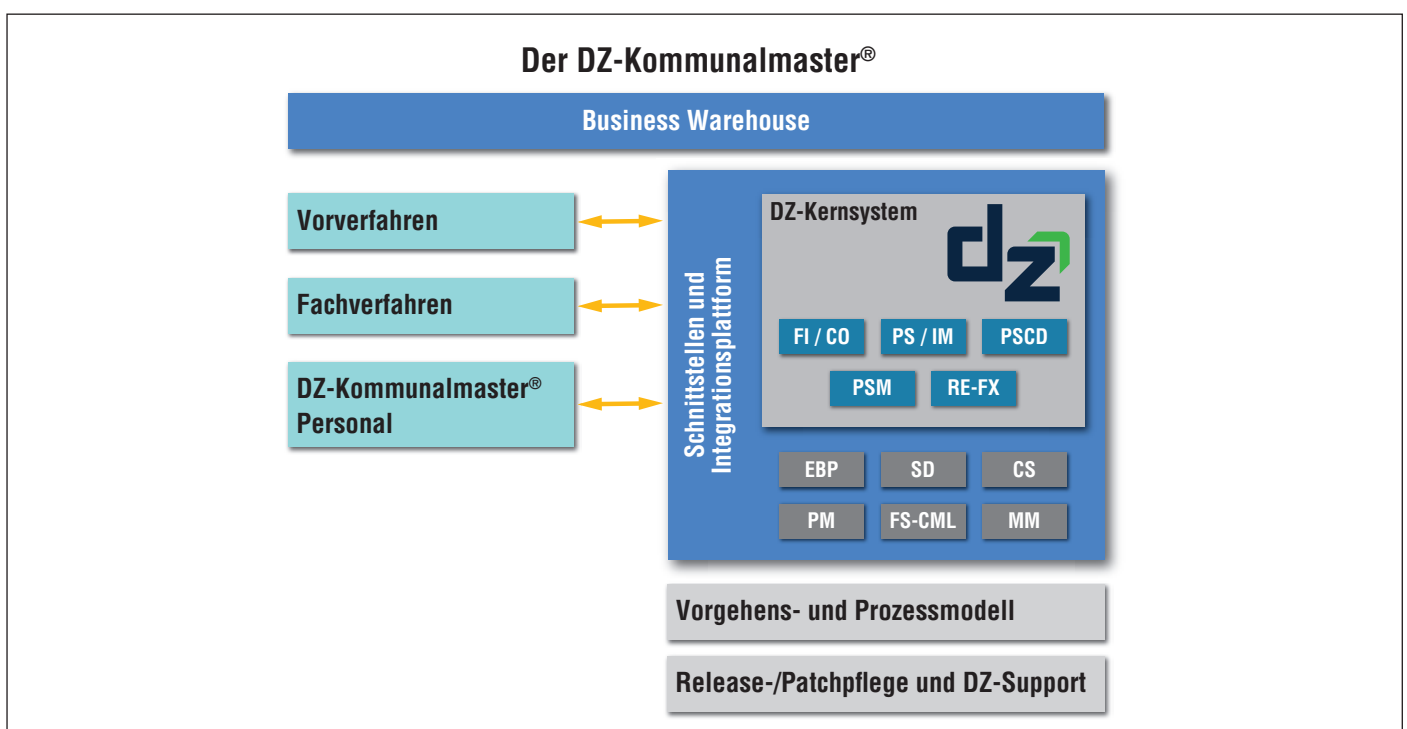 Der DZ-Kommunalmaster®
Business Warehouse
Vorverfahren
Fachverfahren
DZ-Kommunalmaster®
Personal
Schnittstellen und
Integrationsplattform
DZ-Kernsystem
dz
FI / CO
PS / IM
PSCD
PSM
RE-FX
EBP
SD
CS
PM
FS-CML
MM
Vorgehens- und Prozessmodell
Release-/Patchpflege und DZ-Support